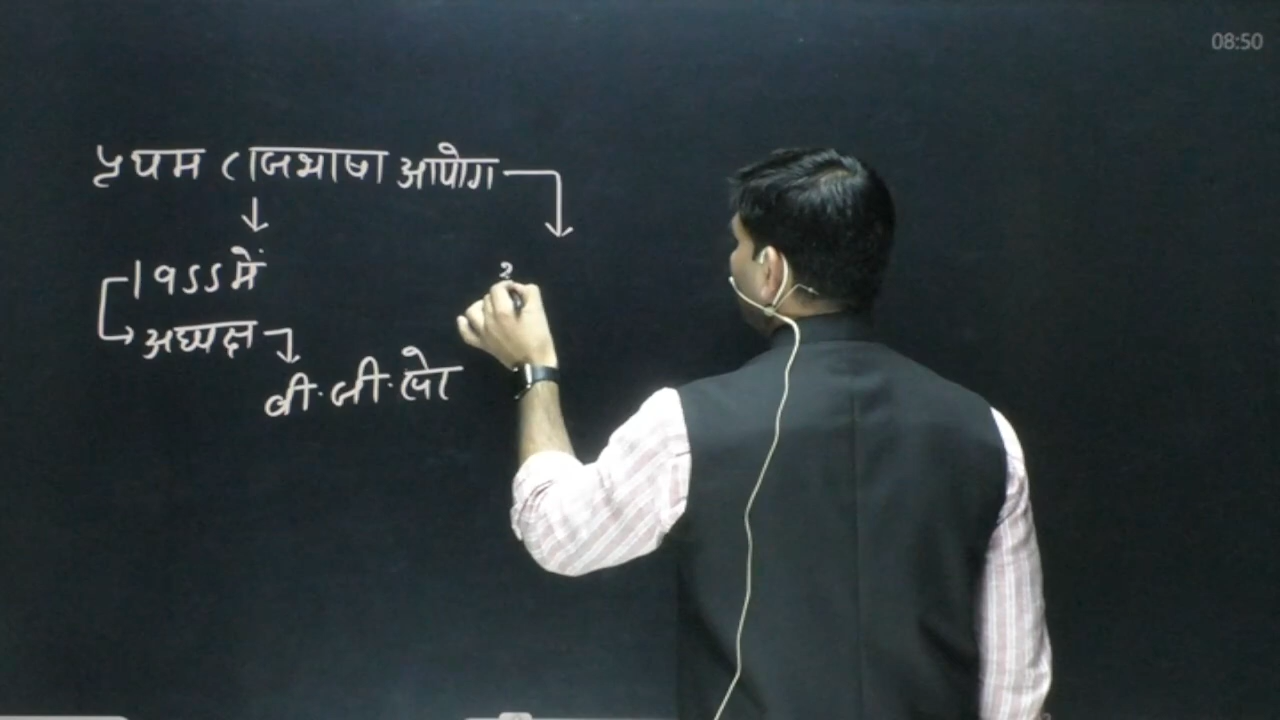 08:50
प्रथम राजभाषा आयोग
1955 में
अध्यक्ष
बी.जी.खेर